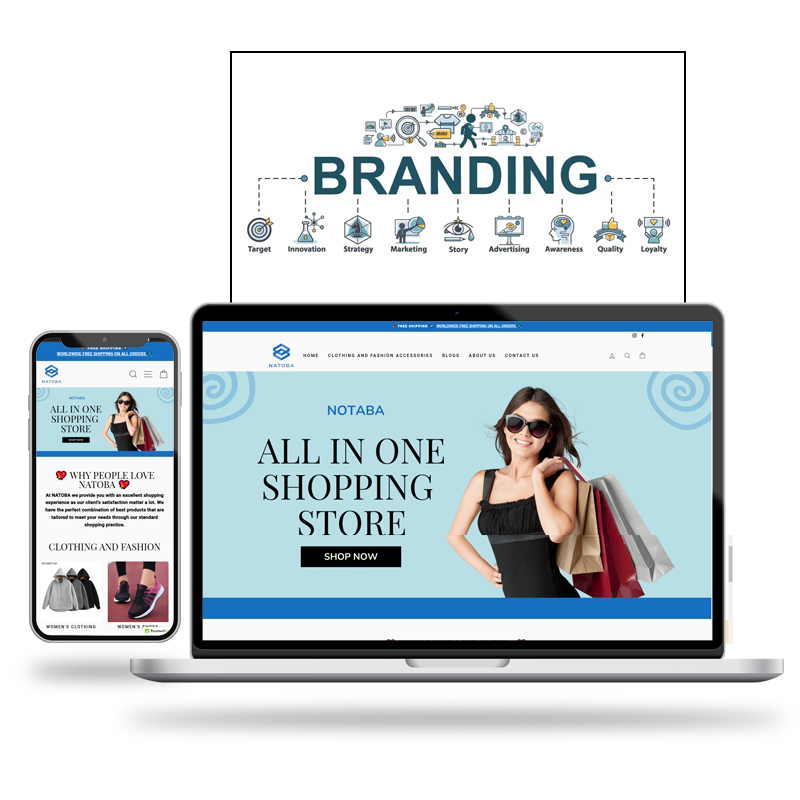 BRAND
TM
BRANDING
Target
Innovation
Strategy
Marketing
Story
Advertising
Awareness
Quality
Loyalty
FREE SHIPPING
WORLDWIDE FREE SHIPPING ON ALL ORDERS
NATOBA
HOME
CLOTHING AND FASHION ACCESSORIES
BLOGS
ABOUT US
CONTACT US
NOTABA
ALL IN ONE
SHOPPING
STORE
SHOP NOW
FREE SHIPPING
WORLDWIDE FREE SHIPPING ON ALL ORDERS
NATOBA
NOTABA
ALL IN ONE
SHOPPING
STORE
SHOP NOW
WHY PEOPLE LOVE
NATOBA
At NATOBA we provide you with an excellent shopping
experience as our client's satisfaction matter a lot. We
have the perfect combination of best products that are
tailored to meet your needs through our standard
shopping practice.
CLOTHING AND FASHION
WOMEN'S CLOTHING
WOMEN'S SHOES